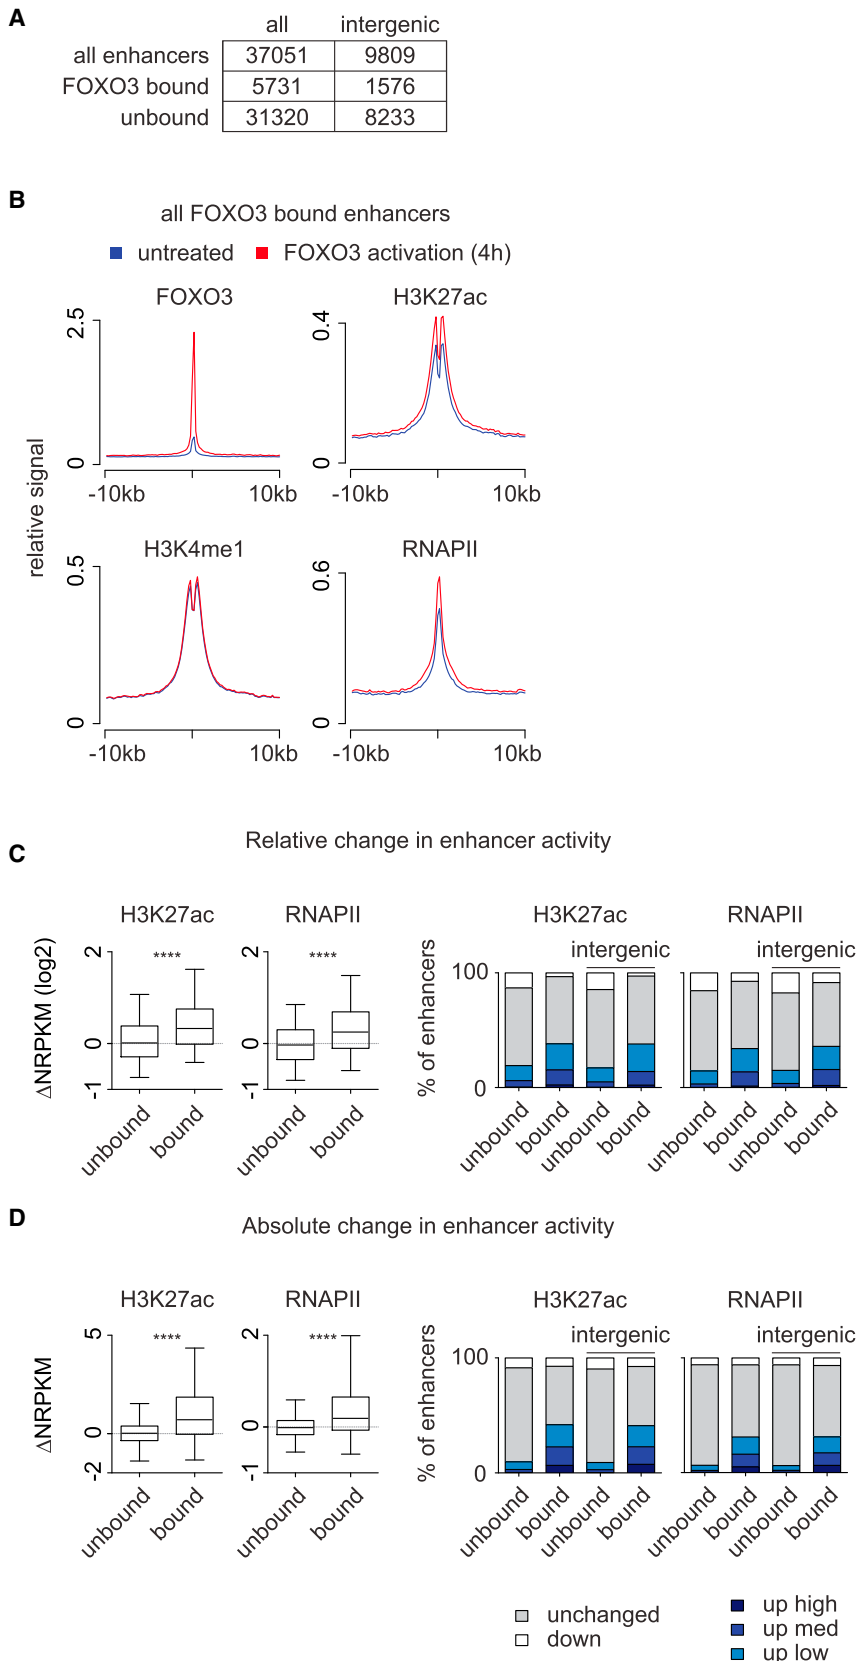 A
all intergenic
all enhancers 37051 9809
FOXO3 bound 5731 1576
unbound 31320 8233
B
all FOXO3 bound enhancers
untreated FOXO3 activation (4h)
relative signal
FOXO3
2.5
0
-10kb 10kb
H3K27ac
0.4
0
-10kb 10kb
H3K4me1
0.5
0
-10kb 10kb
RNAPII
0.6
0
-10kb 10kb
C
Relative change in enhancer activity
ΔNRPKM (log2)
H3K27ac
2
0
-1
****
unbound bound
RNAPII
2
0
-1
****
unbound bound
% of enhancers
H3K27ac
intergenic
100
0
unbound bound unbound bound
RNAPII
intergenic
unbound bound unbound bound
D
Absolute change in enhancer activity
ΔNRPKM
H3K27ac
5
0
-2
****
unbound bound
RNAPII
2
0
-1
****
unbound bound
% of enhancers
H3K27ac
intergenic
100
0
unbound bound unbound bound
RNAPII
intergenic
unbound bound unbound bound
unchanged
down
up high
up med
up low